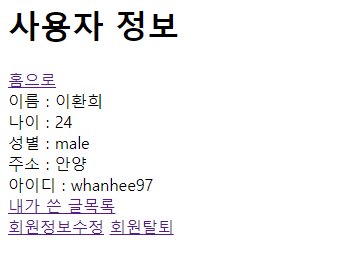 사용자 정보
홈으로
이름 : 이환희
나이 : 24
성별 : male
주소 : 안양
아이디 : whanhee97
내가 쓴 글목록
회원정보수정 회원탈퇴